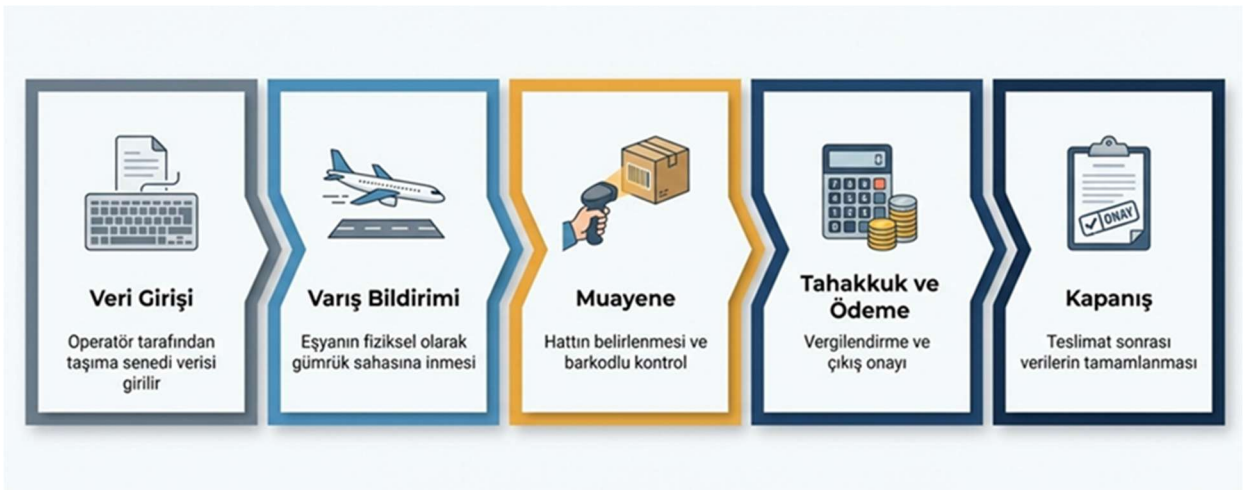 Veri Girişi
Operatör tarafından
taşıma senedi verisi
girilir
Varış Bildirimi
Eşyanın fiziksel olarak
gümrük sahasına inmesi
Muayene
Hattın belirlenmesi ve
barkodlu kontrol
Tahakkuk ve
Ödeme
Vergilendirme ve
çıkış onayı
ONAY
Kapanış
Teslimat sonrası
verilerin tamamlanması